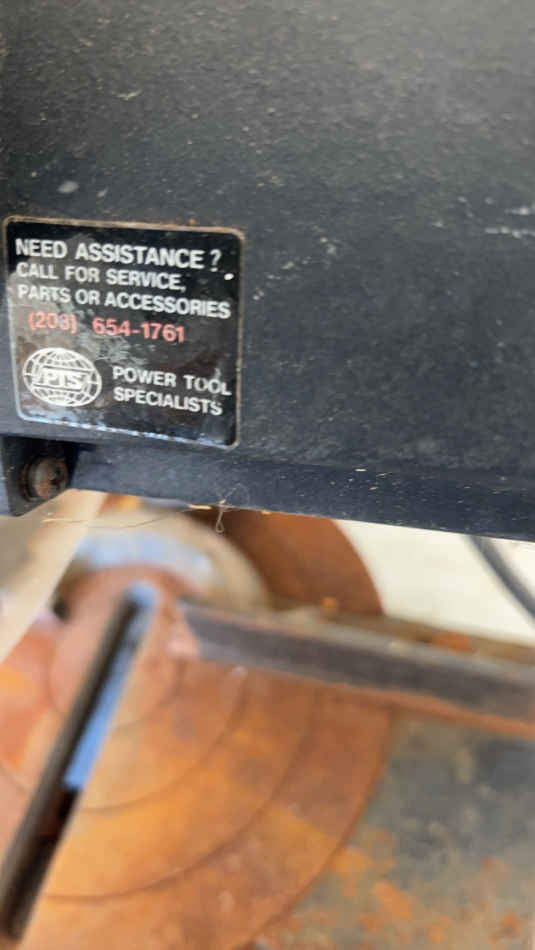 NEED ASSISTANCE?
CALL FOR SERVICE,
PARTS OR ACCESSORIES
(203) 654-1761
PTS
POWER TOOL
SPECIALISTS